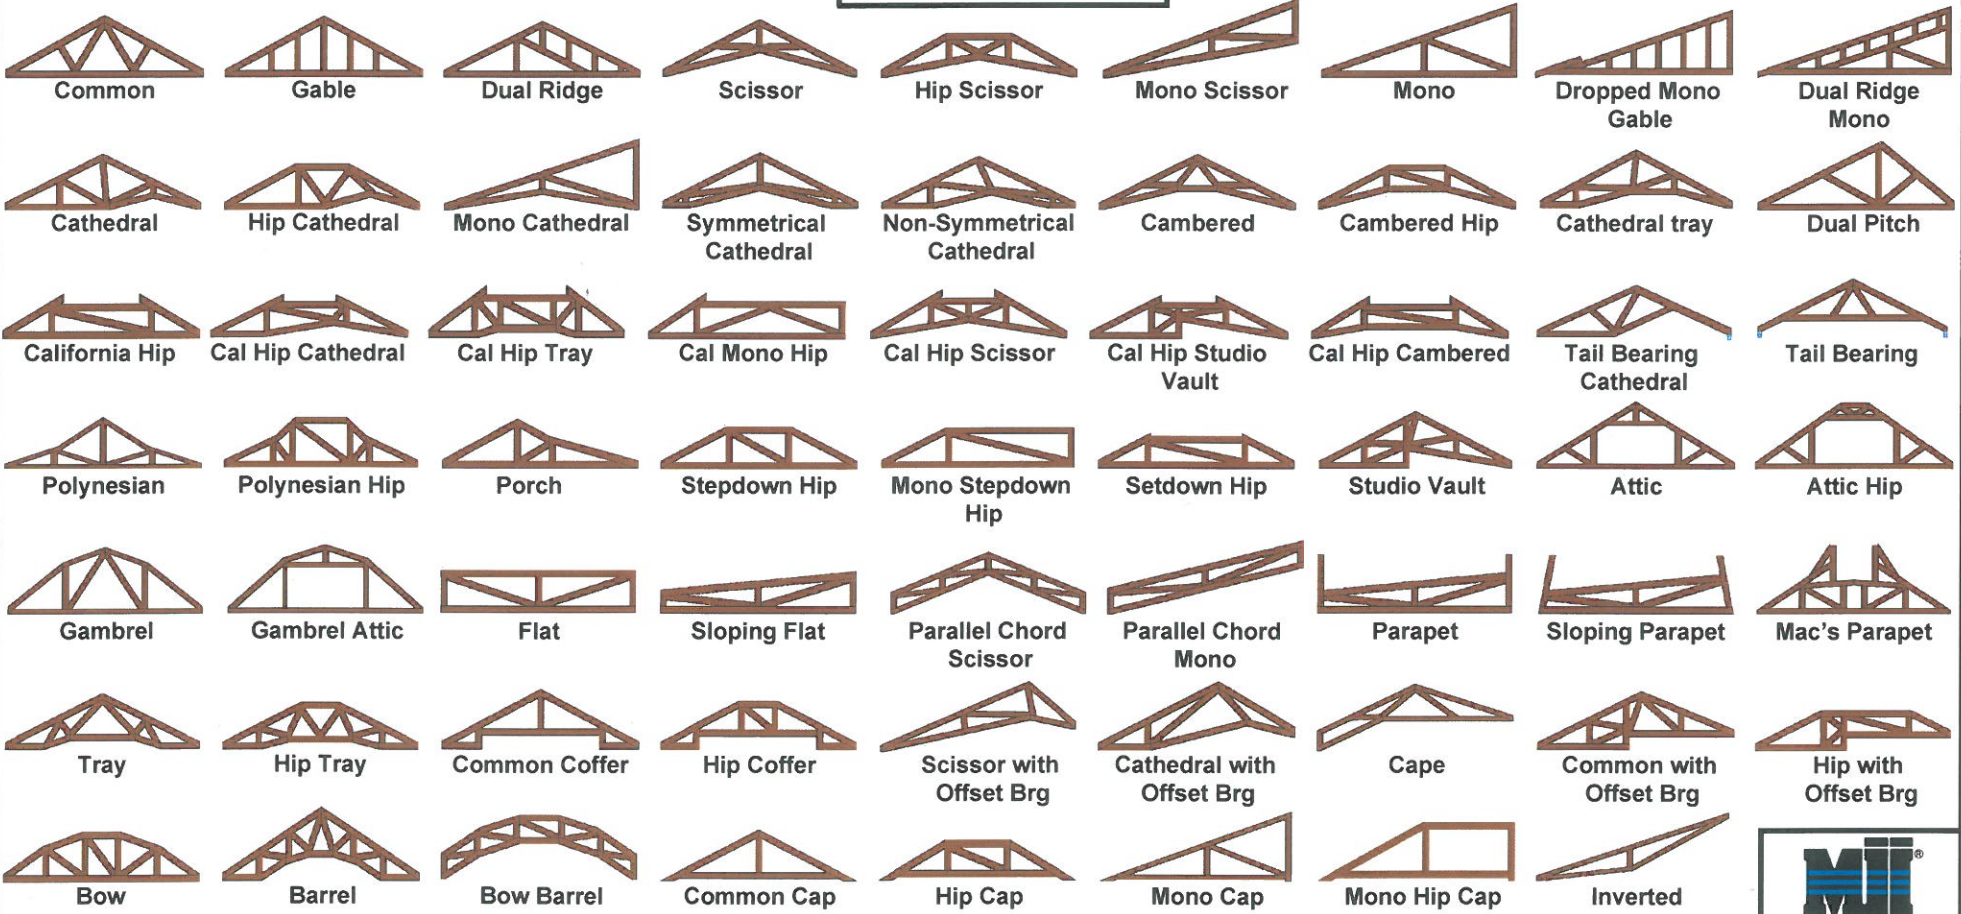 Common
Gable
Dual Ridge
Scissor
Hip Scissor
Mono Scissor
Mono
Dropped Mono
Gable
Dual Ridge
Mono
Cathedral
Hip Cathedral
Mono Cathedral
Symmetrical
Cathedral
Non-Symmetrical
Cathedral
Cambered
Cambered Hip
Cathedral tray
Dual Pitch
California Hip
Cal Hip Cathedral
Cal Hip Tray
Cal Mono Hip
Cal Hip Scissor
Cal Hip Studio
Vault
Cal Hip Cambered
Tail Bearing
Cathedral
Tail Bearing
Polynesian
Polynesian Hip
Porch
Stepdown Hip
Mono Stepdown
Hip
Setdown Hip
Studio Vault
Attic
Attic Hip
Gambrel
Gambrel Attic
Flat
Sloping Flat
Parallel Chord
Scissor
Parallel Chord
Mono
Parapet
Sloping Parapet
Mac's Parapet
Tray
Hip Tray
Common Coffer
Hip Coffer
Scissor with
Offset Brg
Cathedral with
Offset Brg
Cape
Common with
Offset Brg
Hip with
Offset Brg
Bow
Barrel
Bow Barrel
Common Cap
Hip Cap
Mono Cap
Mono Hip Cap
Inverted
MiI®